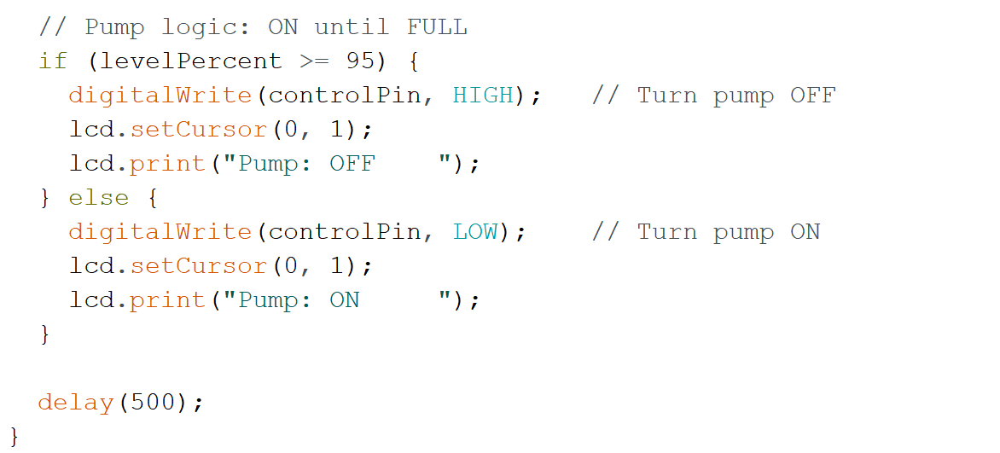 // Pump logic: ON until FULL
if (levelPercent >= 95) {
digitalWrite(controlPin, HIGH);   // Turn pump OFF
lcd.setCursor(0, 1);
lcd.print("Pump: OFF    ");
} else {
digitalWrite(controlPin, LOW);    // Turn pump ON
lcd.setCursor(0, 1);
lcd.print("Pump: ON     ");
}
delay(500);
}